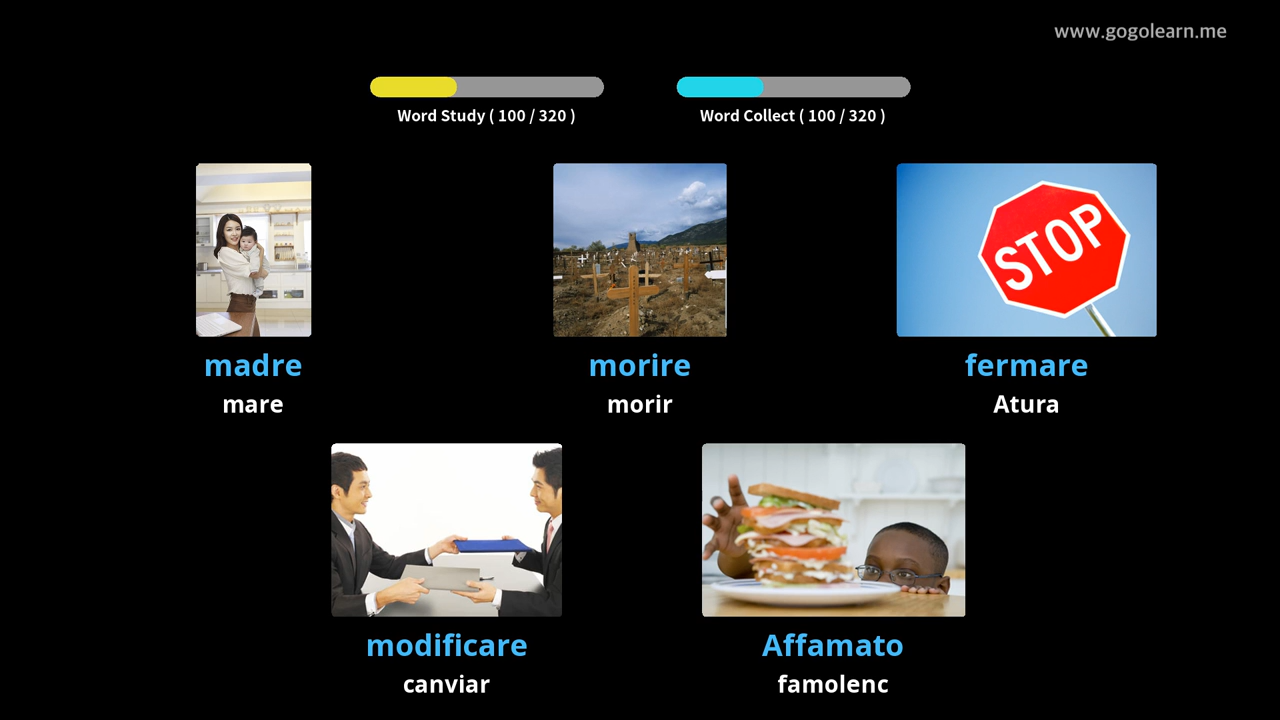 www.gogolearn.me
Word Study ( 100 / 320 )
Word Collect ( 100 / 320 )
STOP
madre
mare
morire
morir
fermare
Atura
modificare
canviar
Affamato
famolenc